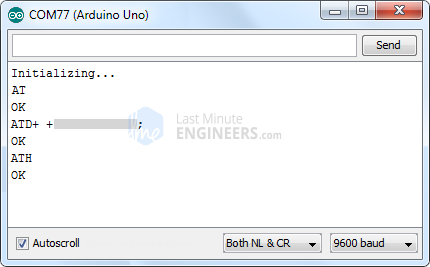 COM77 (Arduino Uno)
Send
Initializing...
AT
OK
ATD+ + ;
OK
ATH
OK
Last Minute
ENGINEERS.com
Autoscroll
Both NL & CR
9600 baud